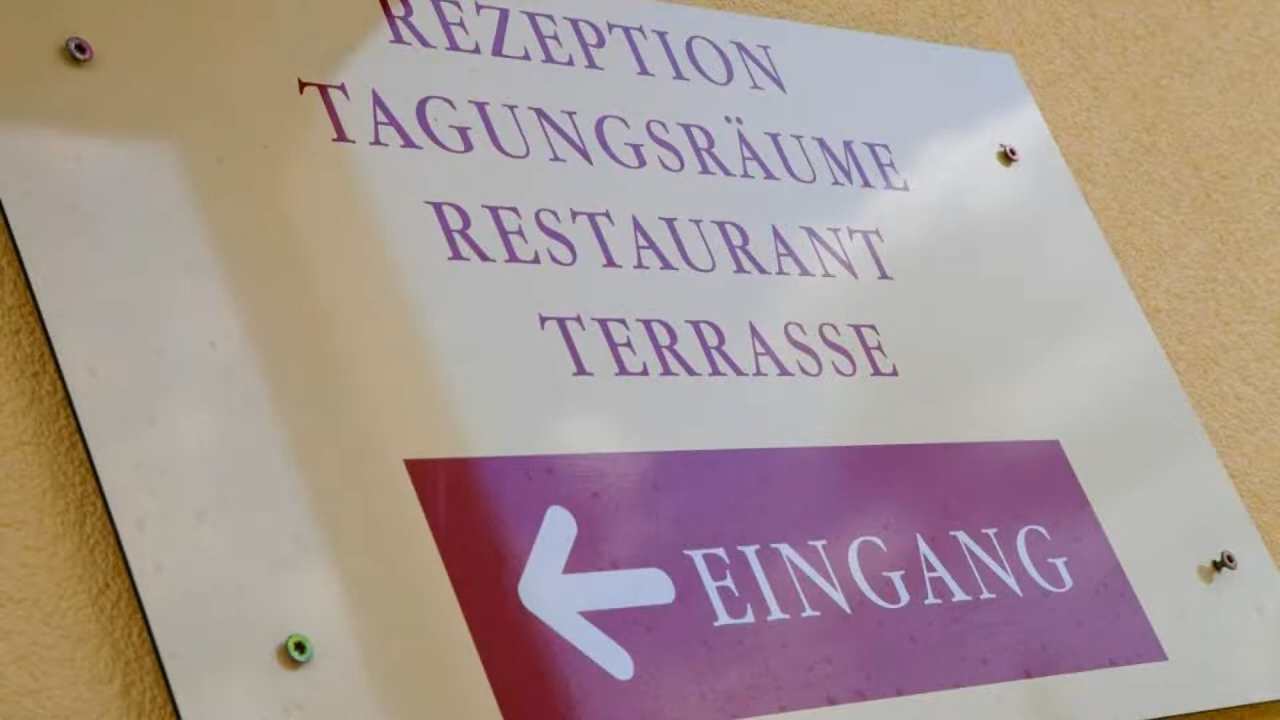 REZEPTION
TAGUNGSRÄUME
RESTAURANT
TERRASSE
EINGANG